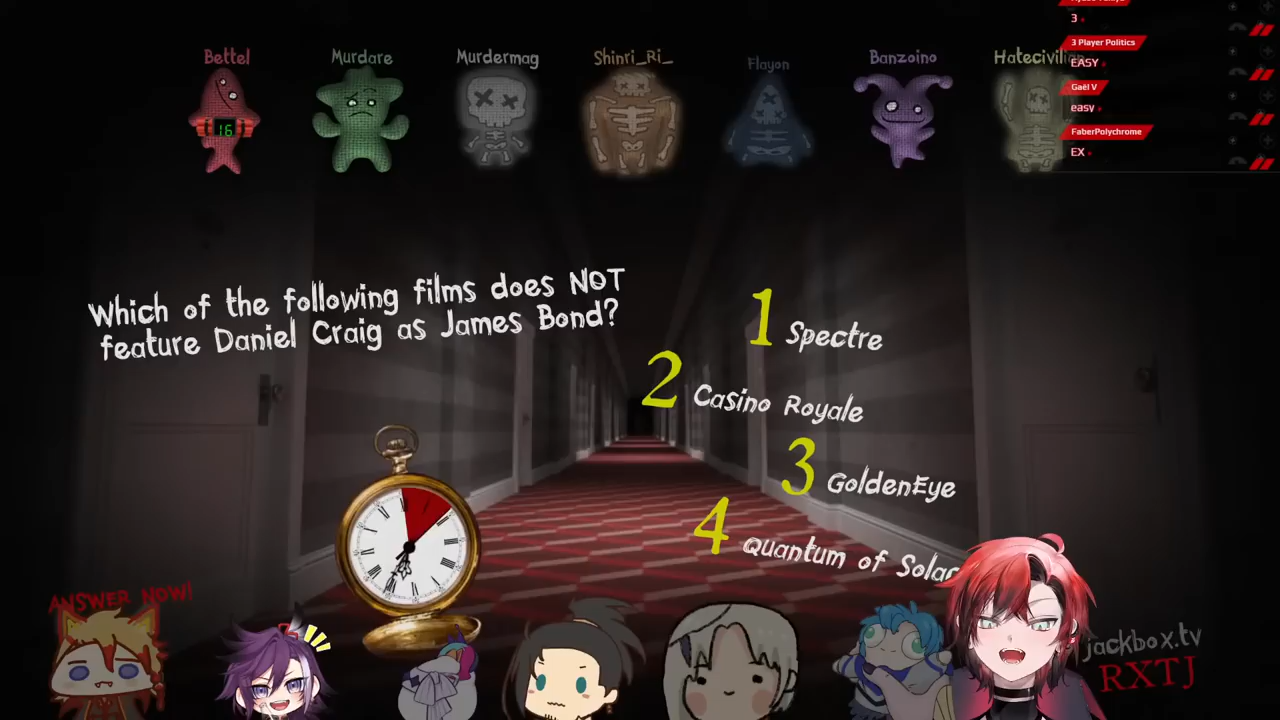 Bettel
Murdare
Murdermag
Shinri_Ri_
Flayon
Banzoino
3
3 Player Politics
EASY
Gaël V
easy
FaberPolychrome
EX
16
Which of the following films does NOT
feature Daniel Craig as James Bond?
1 Spectre
2 Casino Royale
3 GoldenEye
4 Quantum of
ANSWER NOW!
jackbox.tv
RXTJ